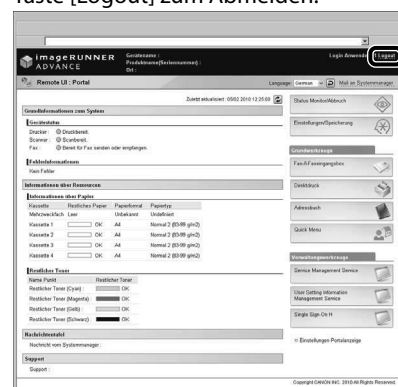 Taste [Logout] zum Abmelden.
imageRUNNER
ADVANCE
Gerätename :
Produktname(Seriennummer) :
Ort :
Login Anwender
Logout
Remote UI : Portal
Language: German
Mail an Systemmanager
Zuletzt aktualisiert : 05/02 2010 12:25:00
Grundinformationen zum System
Gerätestatus
Drucker : Druckbereit.
Scanner : Scanbereit.
Fax : Bereit für Fax senden oder empfangen.
Fehlerinformationen
Kein Fehler
Informationen über Ressourcen
Informationen über Papier
Kassette Restliches Papier Papierformat Papiertyp
Mehrzweckfach Leer Unbekannt Undefiniert
Kassette 1 OK A4 Normal 2 (83-99 g/m2)
Kassette 2 OK A4 Normal 2 (83-99 g/m2)
Kassette 3 OK A4 Normal 2 (83-99 g/m2)
Kassette 4 OK A4 Normal 2 (83-99 g/m2)
Restlicher Toner
Name Punkt Restlicher Toner
Restlicher Toner (Cyan) : OK
Restlicher Toner (Magenta) : OK
Restlicher Toner (Gelb) : OK
Restlicher Toner (Schwarz) : OK
Nachrichtentafel
Nachricht vom Systemmanager :
Support
Support :
Status Monitor/Abbruch
Einstellungen/Speicherung
Grundwerkzeuge
Fax-/I-Faxeingangsbox
Desktdruck
Adressbuch
Quick Menu
Verwaltungswerkzeuge
Service Management Service
User Setting Information
Management Service
Single Sign-On H
Einstellungen Portalanzeige
Copyright CANON INC. 2010 All Rights Reserved